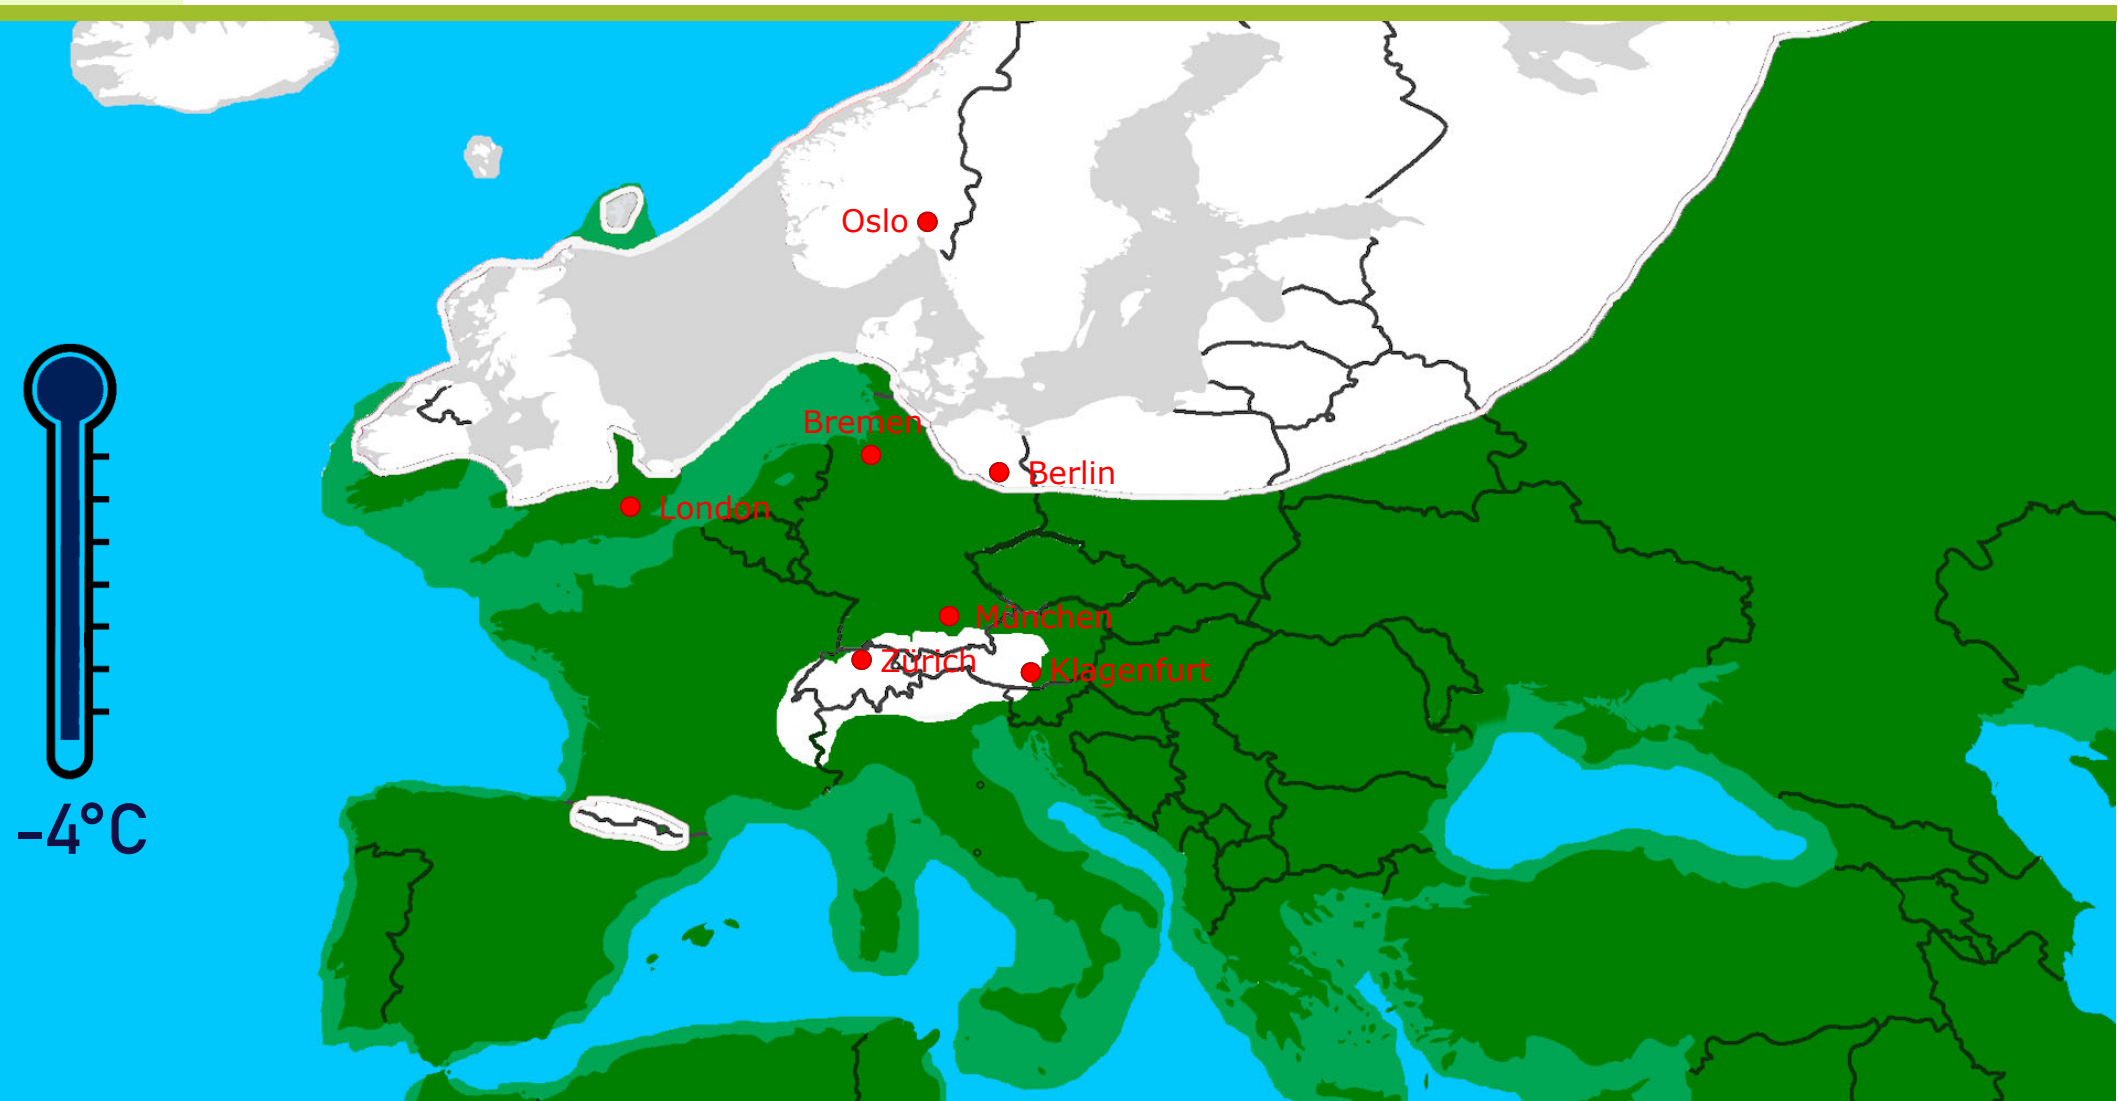 Oslo
Bremen
Berlin
London
München
Zürich
Klagenfurt
-4°C